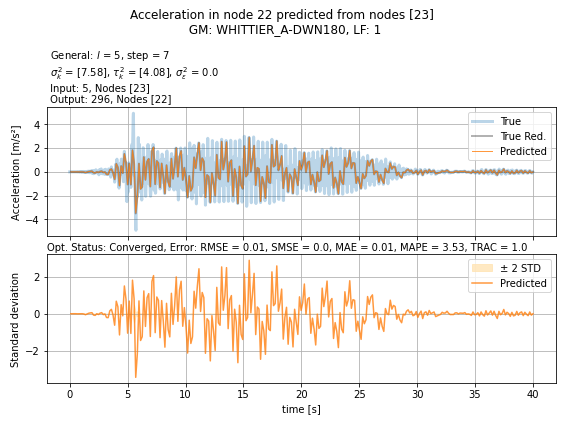 Acceleration in node 22 predicted from nodes [23]
GM: WHITTIER_A-DWN180, LF: 1
General: l = 5, step = 7
σ²ₖ = [7.58], τ²ₖ = [4.08], σ²ε = 0.0
Input: 5, Nodes [23]
Output: 296, Nodes [22]
Acceleration [m/s²]
4
2
0
−2
−4
True
True Red.
Predicted
Opt. Status: Converged, Error: RMSE = 0.01, SMSE = 0.0, MAE = 0.01, MAPE = 3.53, TRAC = 1.0
Standard deviation
2
0
−2
± 2 STD
Predicted
0 5 10 15 20 25 30 35 40
time [s]